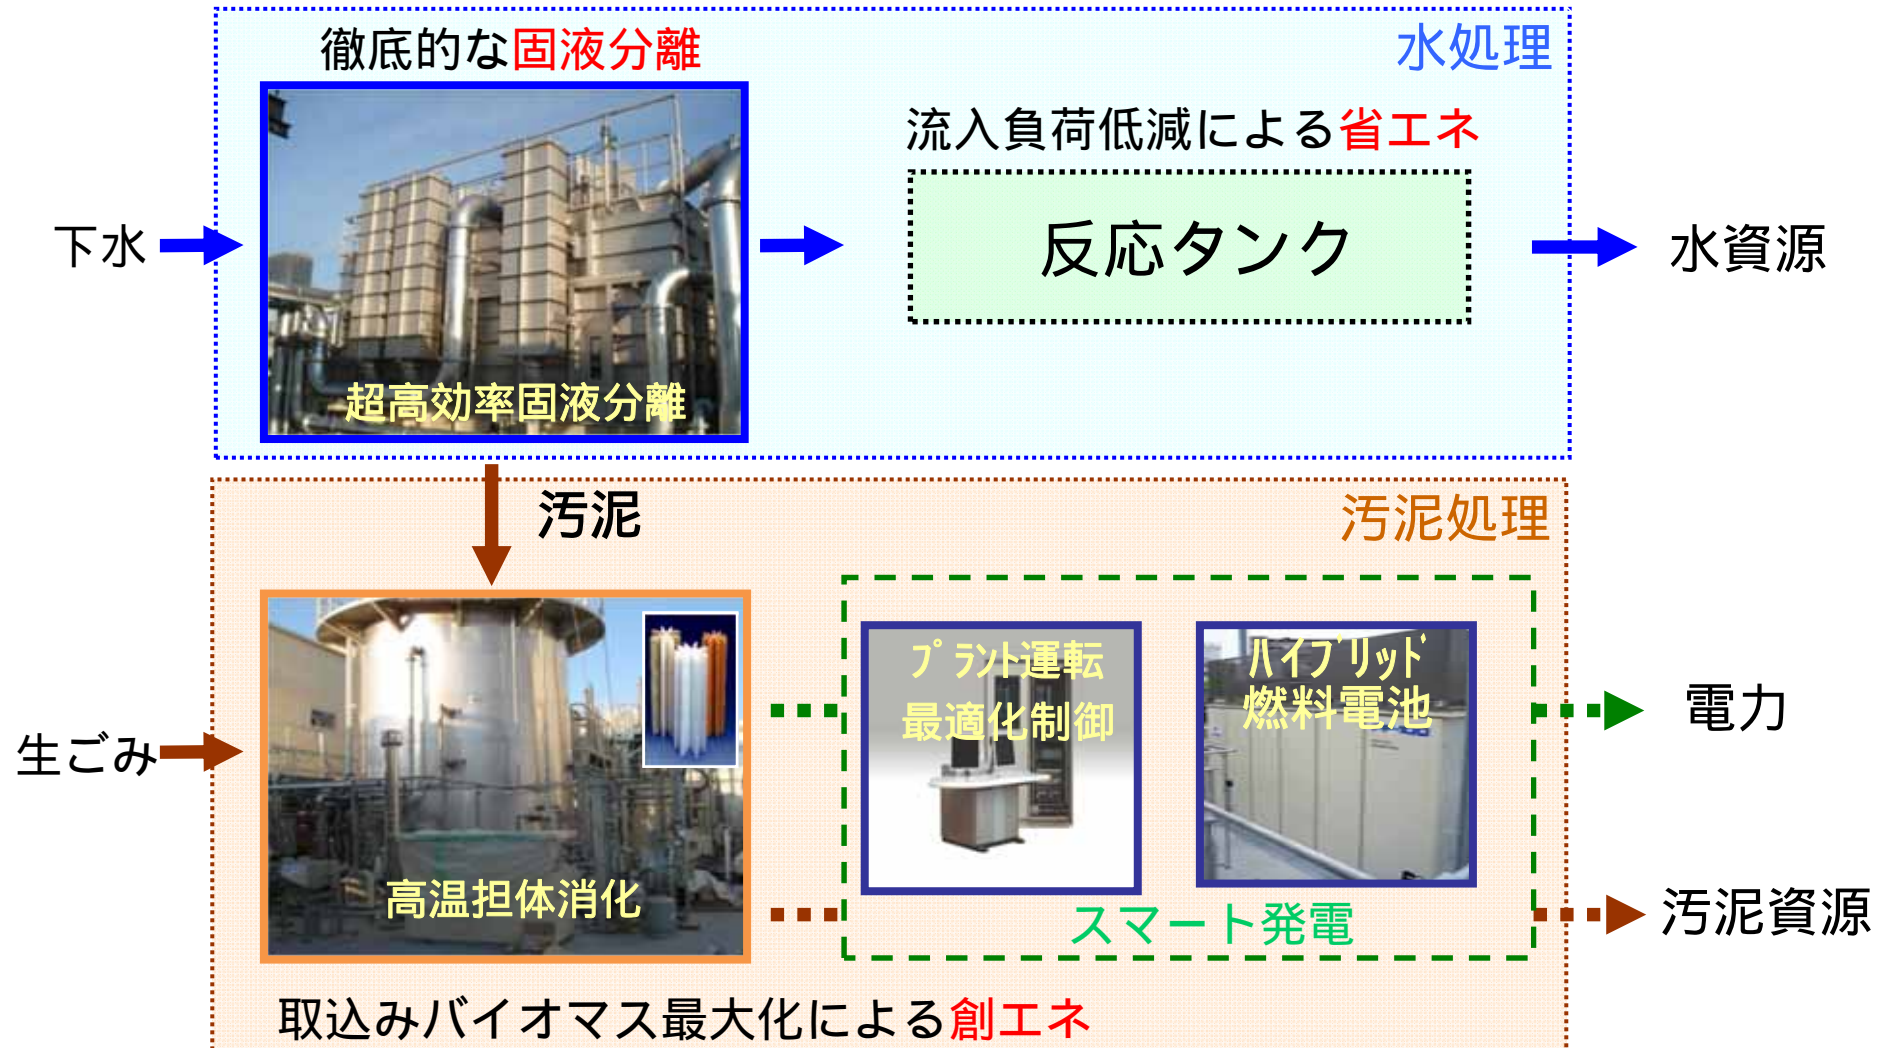 徹底的な固液分離
水処理
流入負荷低減による省エネ
下水
反応タンク
水資源
超高効率固液分離
汚泥
汚泥処理
生ごみ
高温担体消化
ﾌﾟﾗﾝﾄ運転
最適化制御
ﾊｲﾌﾞﾘｯﾄﾞ
燃料電池
電力
スマート発電
汚泥資源
取込みバイオマス最大化による創エネ